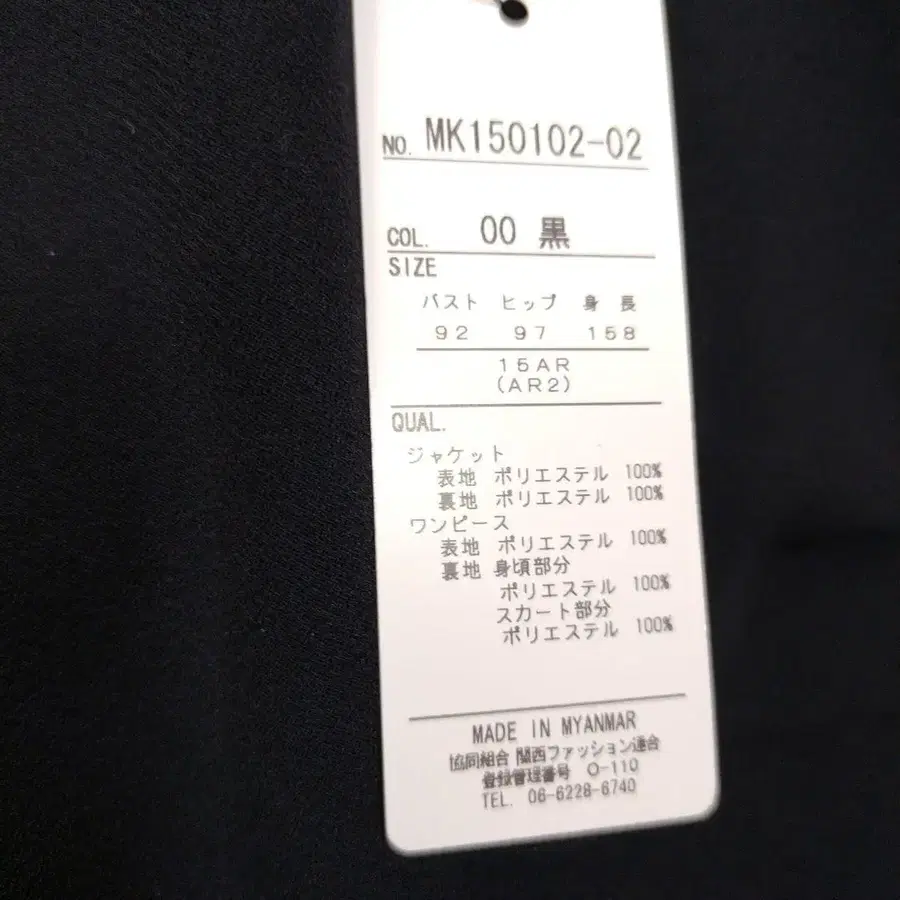 NO. MK150102-02
COL. 00 黒
SIZE
バスト ヒップ 身長
92 97 158
15AR
(AR2)
QUAL.
ジャケット
表地 ポリエステル 100%
裏地 ポリエステル 100%
ワンピース
表地 ポリエステル 100%
裏地 身頃部分
ポリエステル 100%
スカート部分
ポリエステル 100%
MADE IN MYANMAR
協同組合 関西ファッション連合
登録管理番号 O-110
TEL. 06-6228-6740